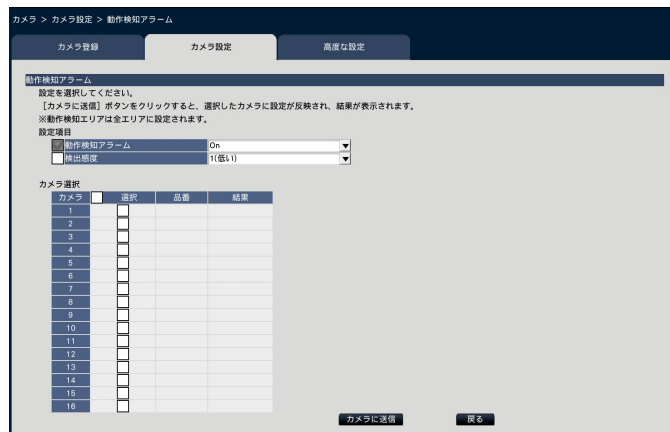 カメラ > カメラ設定 > 動作検知アラーム
カメラ登録 カメラ設定 高度な設定
動作検知アラーム
設定を選択してください。
［カメラに送信］ボタンをクリックすると、選択したカメラに設定が反映され、結果が表示されます。
※動作検知エリアは全エリアに設定されます。
設定項目
動作検知アラーム On
検出感度 1(低い)
カメラ選択
カメラ 選択 品番 結果
1
2
3
4
5
6
7
8
9
10
11
12
13
14
15
16
カメラに送信 戻る